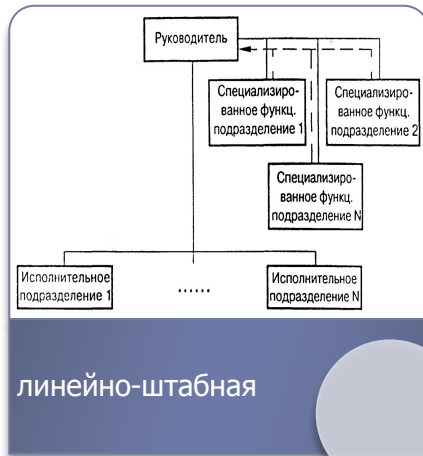 Руководитель
Специализиро-
ванное функц.
подразделение 1
Специализиро-
ванное функц.
подразделение 2
Специализиро-
ванное функц.
подразделение N
Исполнительное
подразделение 1
......
Исполнительное
подразделение N
линейно-штабная